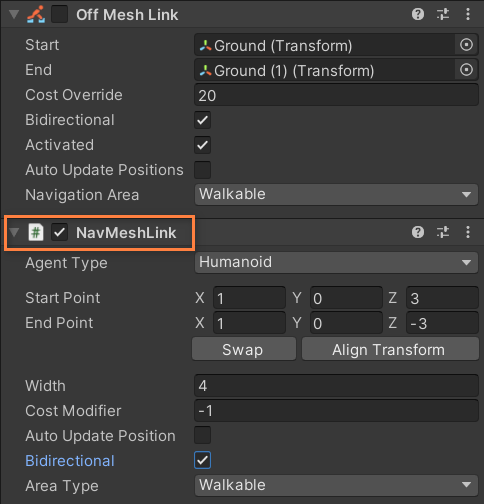 Off Mesh Link
Start Ground (Transform)
End Ground (1) (Transform)
Cost Override 20
Bidirectional
Activated
Auto Update Positions
Navigation Area Walkable
# NavMeshLink
Agent Type Humanoid
Start Point X 1 Y 0 Z 3
End Point X 1 Y 0 Z -3
Swap Align Transform
Width 4
Cost Modifier -1
Auto Update Position
Bidirectional
Area Type Walkable